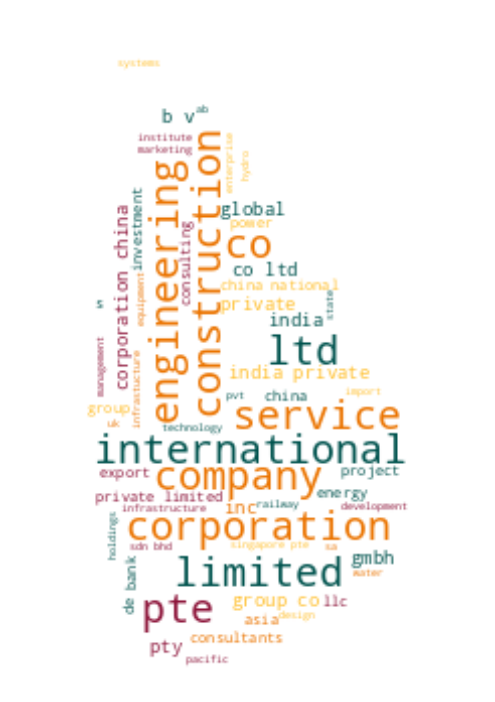 systems
b v
ab
institute
marketing
enterprise
hydro
engineering
construction
investment
corporation china
consulting
equipment
global
power
co
co ltd
china national
private
state
india
s
ltd
management
infrastucture
india private
import
pvt
china
group
uk
technology
service
international
export
company
project
energy
private limited
infrastructure
inc
railway
development
corporation
holdings
sdn bhd
singapore pte
sa
gmbh
water
limited
de bank
pte
group co
llc
asia
design
pty
consultants
pacific